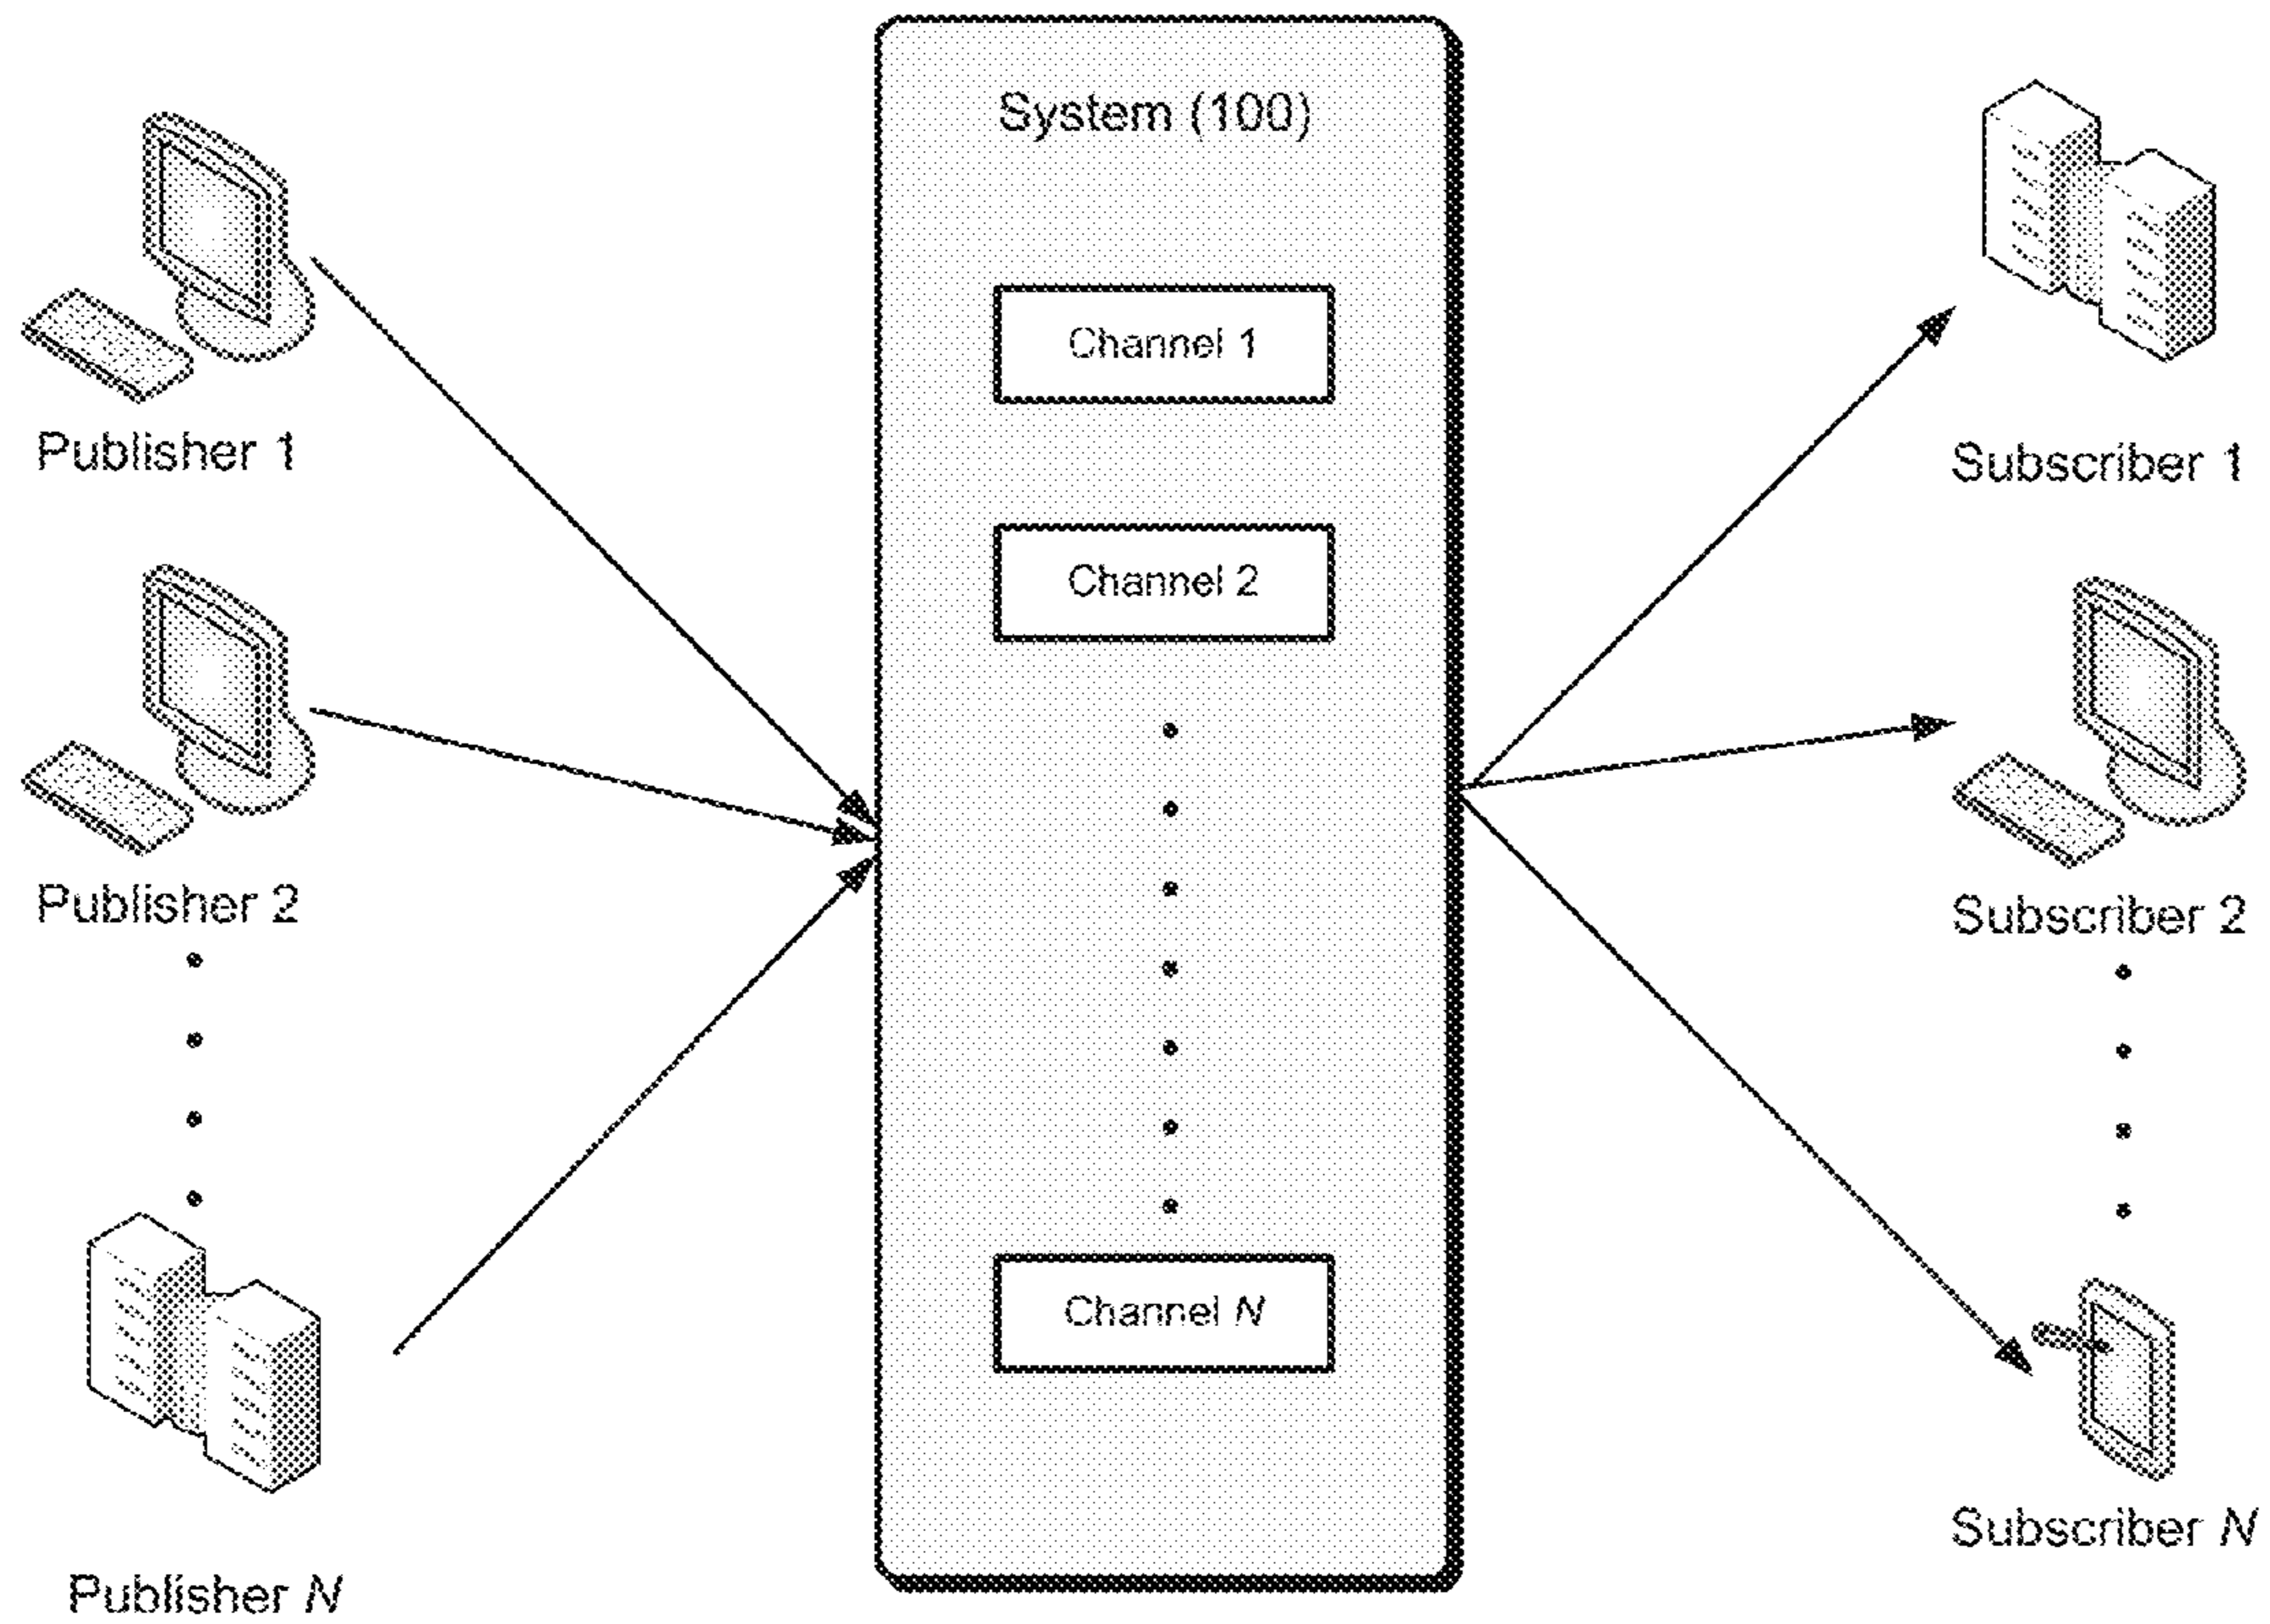 System (100)
Channel 1
Channel 2
Channel N
Publisher 1
Publisher 2
Publisher N
Subscriber 1
Subscriber 2
Subscriber N